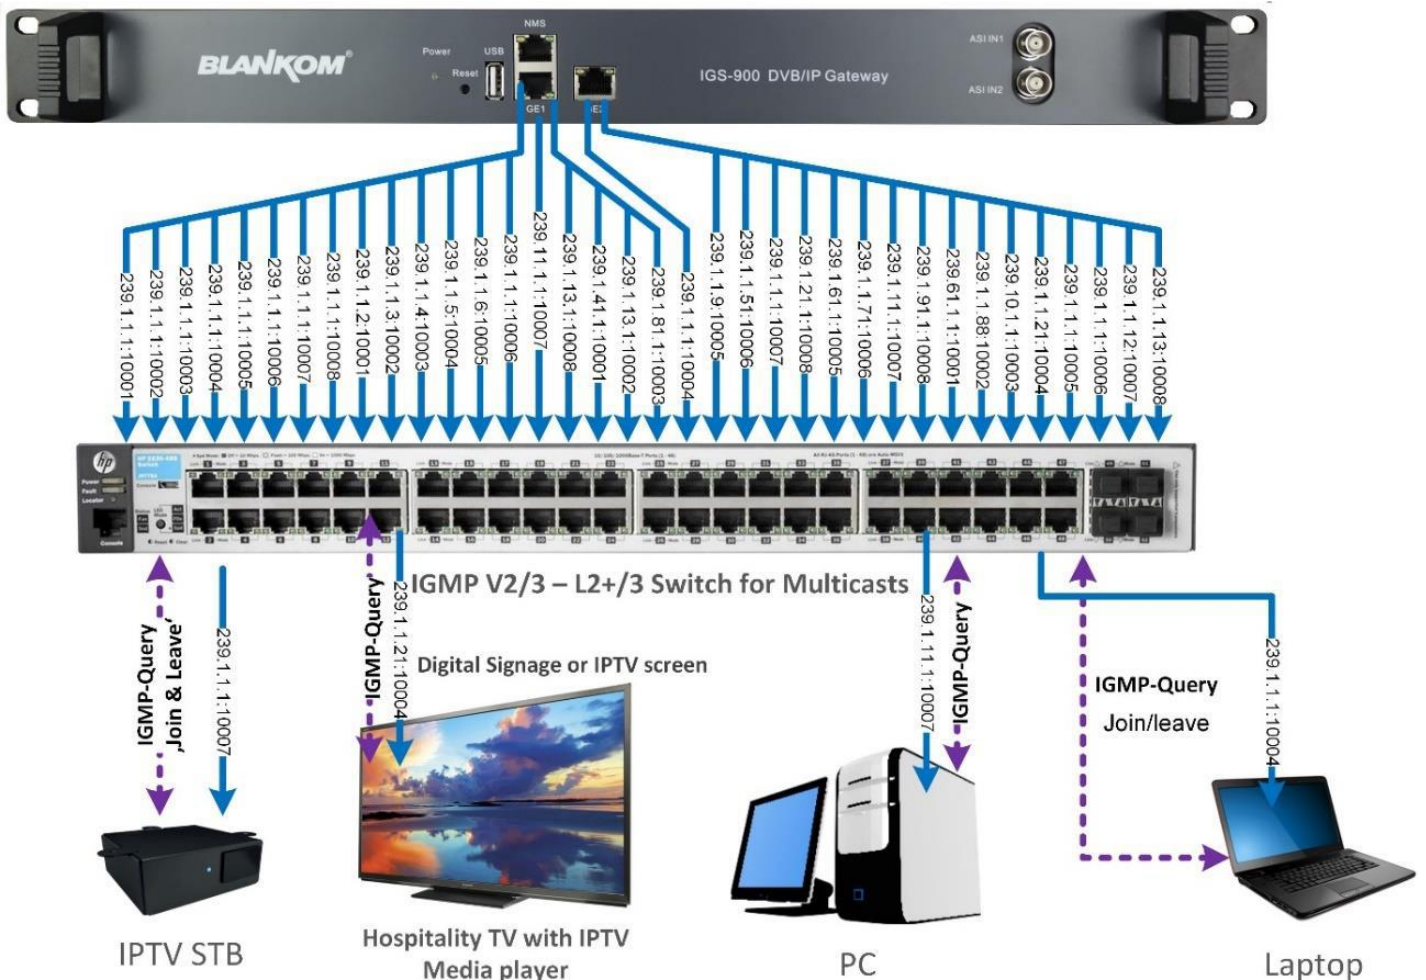 NMS
BLANKOM®
Power
USB
Reset
GE1
IGS-900 DVB/IP Gateway
ASI IN1
ASI IN2
239.1.1.1:10001
239.1.1.1:10002
239.1.1.1:10003
239.1.1.1:10004
239.1.1.1:10005
239.1.1.1:10006
239.1.1.1:10007
239.1.1.1:10008
239.1.1.2:10001
239.1.1.3:10002
239.1.1.4:10003
239.1.1.5:10004
239.1.1.6:10005
239.1.1.1:10006
239.11.1.1:10007
239.1.13.1:10008
239.1.41.1:10001
239.1.13.1:10002
239.1.81.1:10003
239.1.1.1:10004
239.1.1.9:10005
239.1.1.51:10006
239.1.1.1:10007
239.1.21.1:10008
239.1.61.1:10005
239.1.1.71:10006
239.1.11.1:10007
239.1.91.1:10008
239.61.1.1:10001
239.1.1.88:10002
239.10.1.1:10003
239.1.1.21:10004
239.1.1.1:10005
239.1.1.1:10006
239.1.1.12:10007
239.1.1.13:10008
hp
Switch
Power
Fault
Locator
Console
Reset
Clear
IGMP V2/3 – L2+/3 Switch for Multicasts
IGMP-Query
‚Join & Leave‘
239.1.1.1:10007
IGMP-Query
239.1.1.21:10004
Digital Signage or IPTV screen
239.1.11.1:10007
IGMP-Query
IGMP-Query
Join/leave
239.1.1.1:10004
IPTV STB
Hospitality TV with IPTV
Media player
PC
Laptop